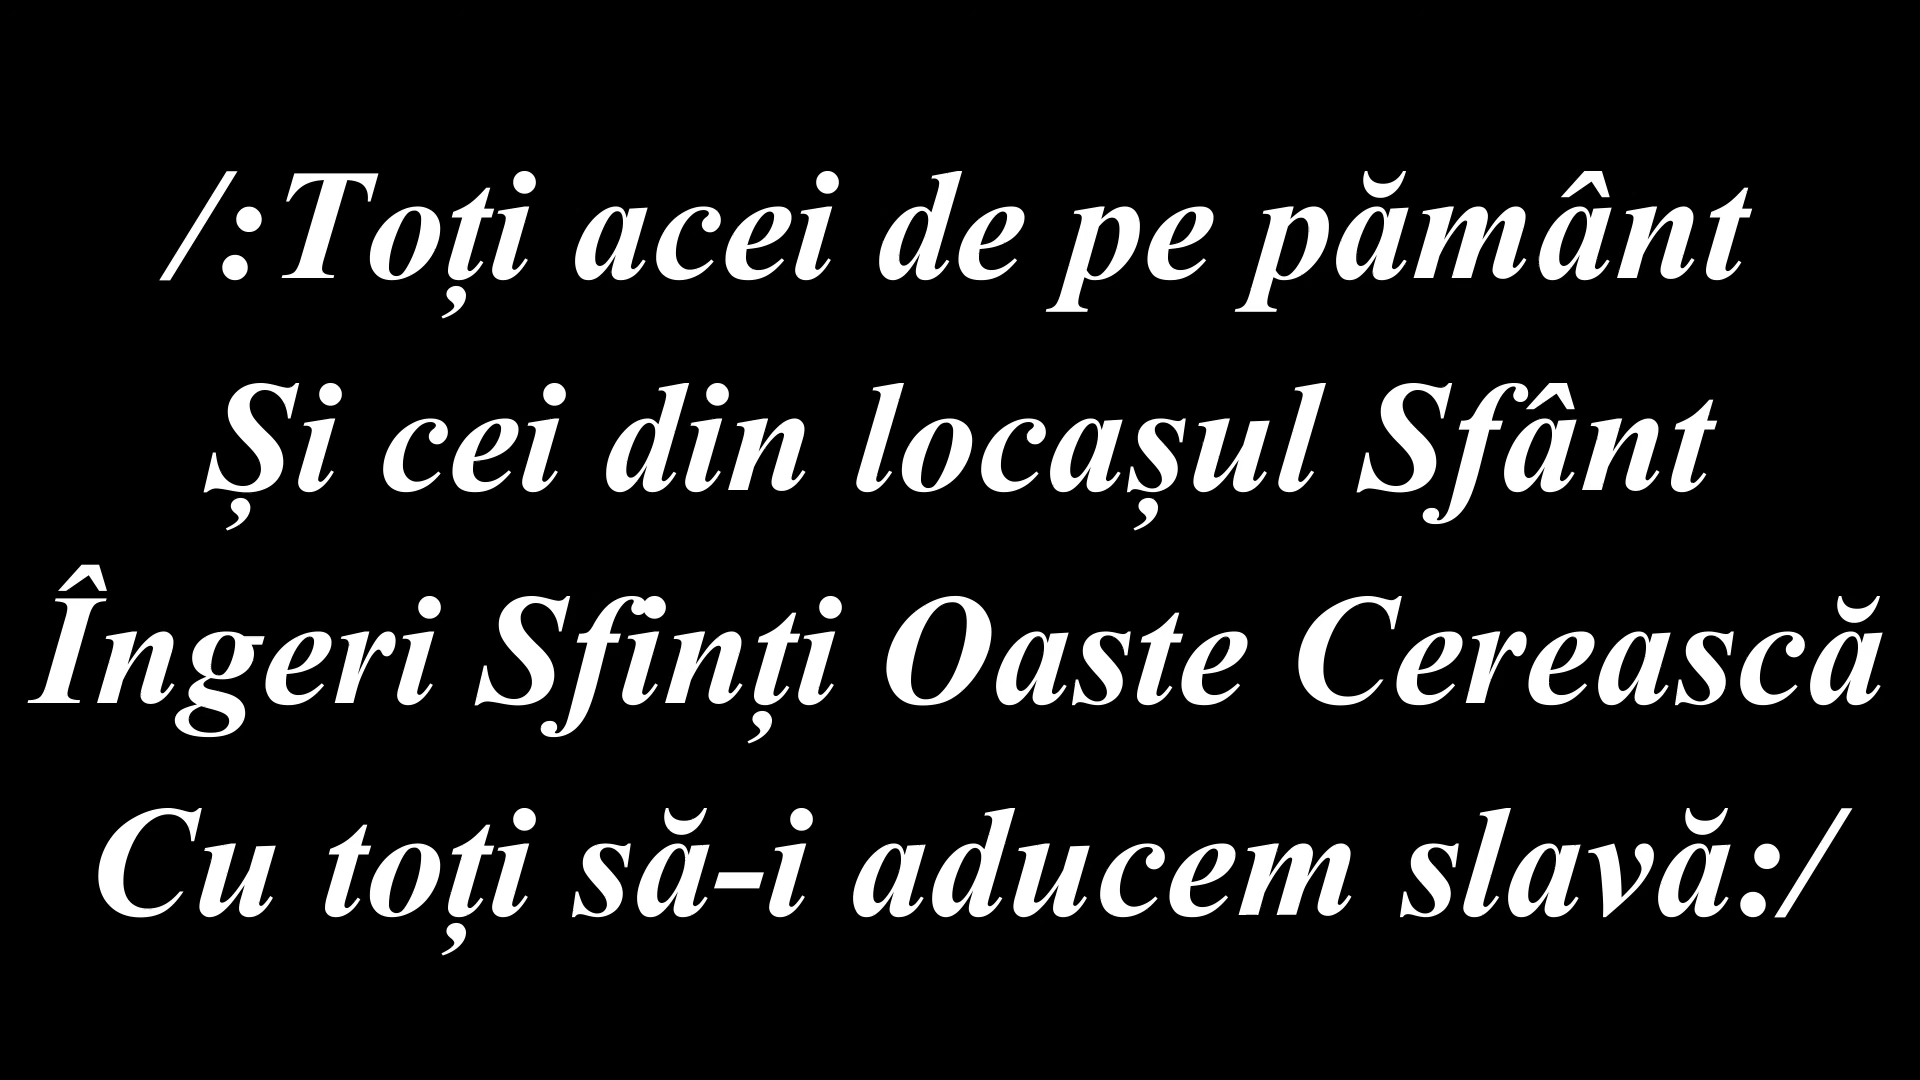 /:Toți acei de pe pământ
Și cei din locașul Sfânt
Îngeri Sfinți Oaste Cerească
Cu toți să-i aducem slavă:/